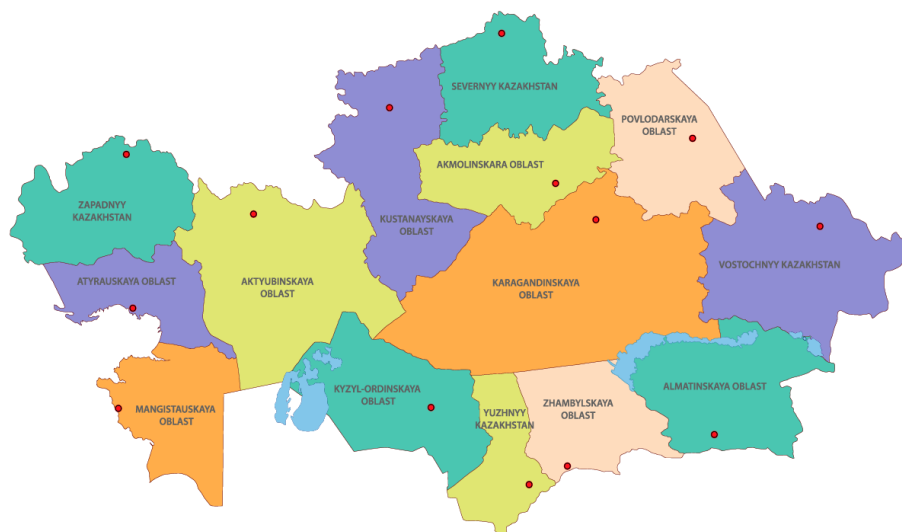 SEVERNYY KAZAKHSTAN
POVLODARSKAYA
OBLAST
AKMOLINSKARA OBLAST
ZAPADNYY
KAZAKHSTAN
KUSTANAYSKAYA
OBLAST
VOSTOCHNYY KAZAKHSTAN
ATYRAUSKAYA OBLAST
AKTYUBINSKAYA
OBLAST
KARAGANDINSKAYA
OBLAST
KYZYL-ORDINSKAYA
OBLAST
ALMATINSKAYA OBLAST
MANGISTAUSKAYA
OBLAST
YUZHNYY
KAZAKHSTAN
ZHAMBYLSKAYA
OBLAST